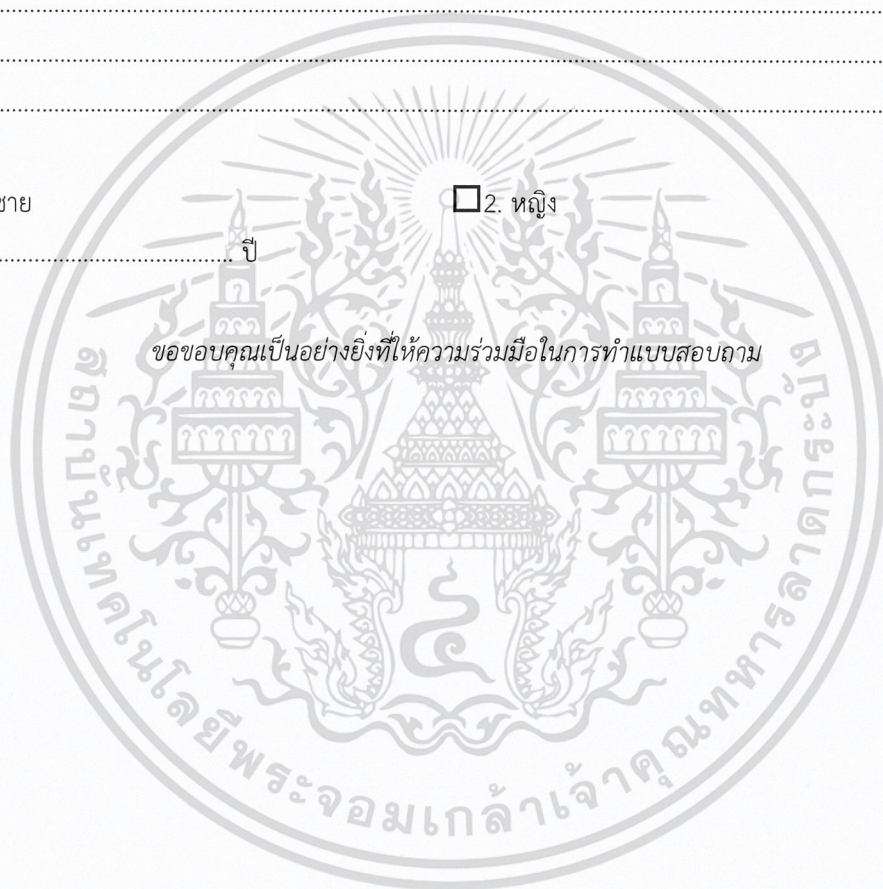 ................................................................................
................................................................................
................................................................................
ชาย ☐2. หญิง
................................ ปี
ขอขอบคุณเป็นอย่างยิ่งที่ให้ความร่วมมือในการทำแบบสอบถาม
สถาบันเทคโนโลยีพระจอมเกล้าเจ้าคุณทหารลาดกระบัง
๔